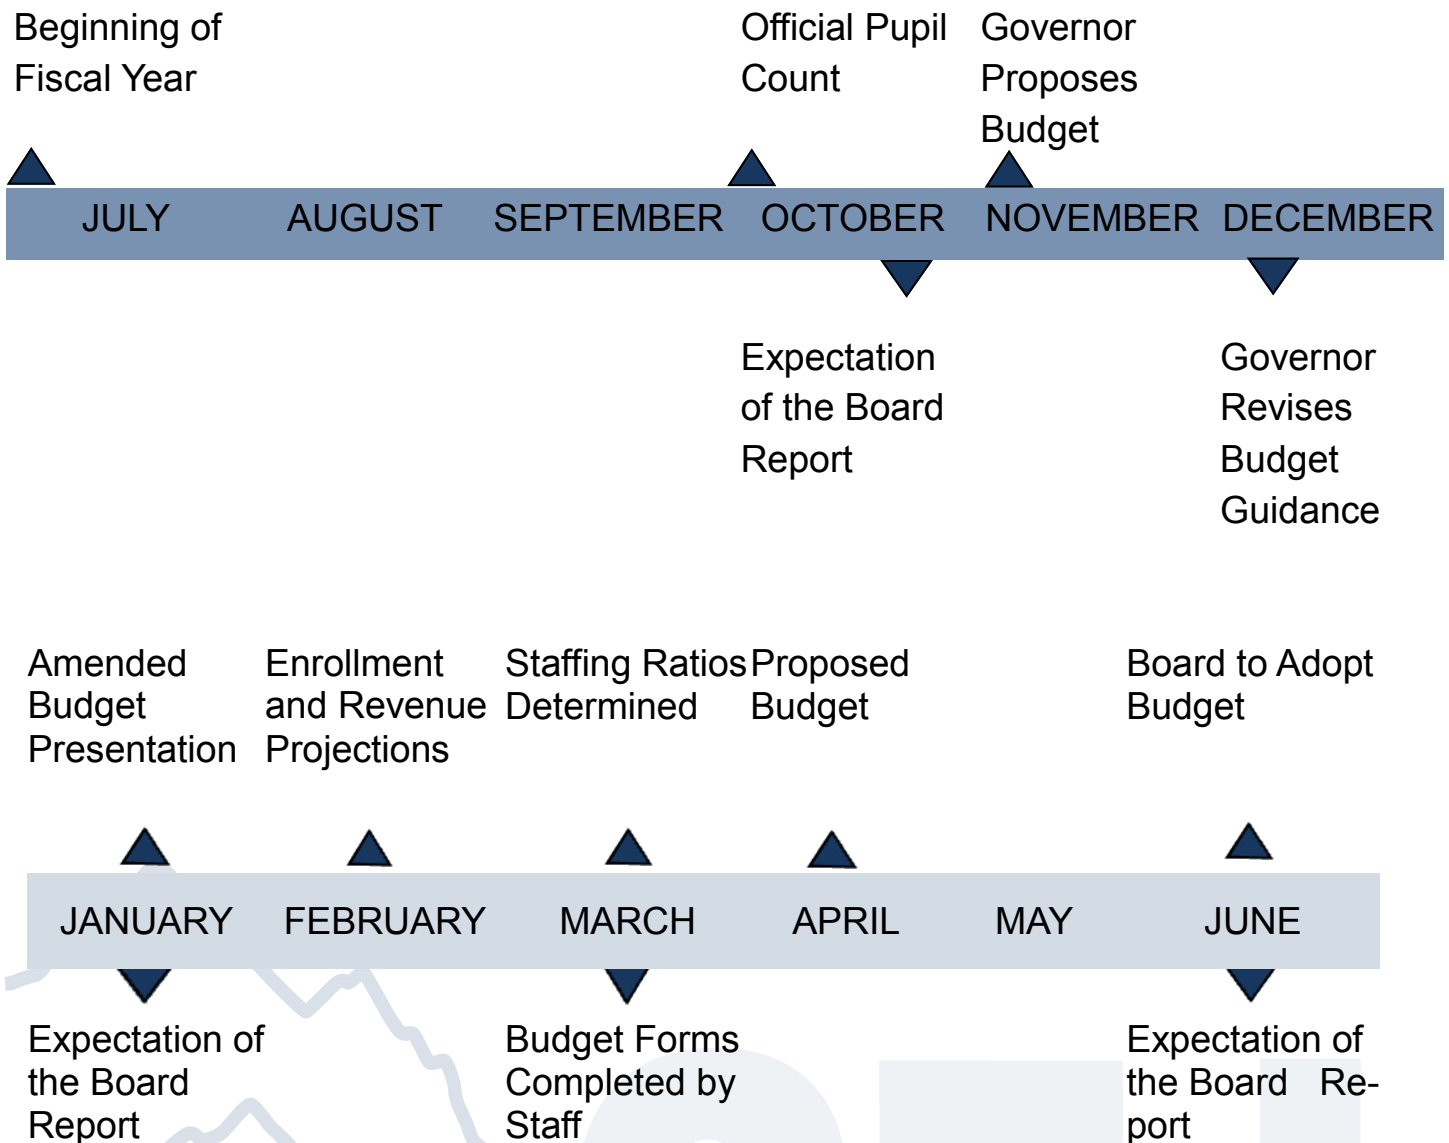 Beginning of
Fiscal Year
Official Pupil
Count
Governor
Proposes
Budget
JULY
AUGUST
SEPTEMBER
OCTOBER
NOVEMBER
DECEMBER
Expectation
of the Board
Report
Governor
Revises
Budget
Guidance
Amended
Budget
Presentation
Enrollment
and Revenue
Projections
Staffing Ratios
Determined
Proposed
Budget
Board to Adopt
Budget
JANUARY
FEBRUARY
MARCH
APRIL
MAY
JUNE
Expectation of
the Board
Report
Budget Forms
Completed by
Staff
Expectation of
the Board Re-
port